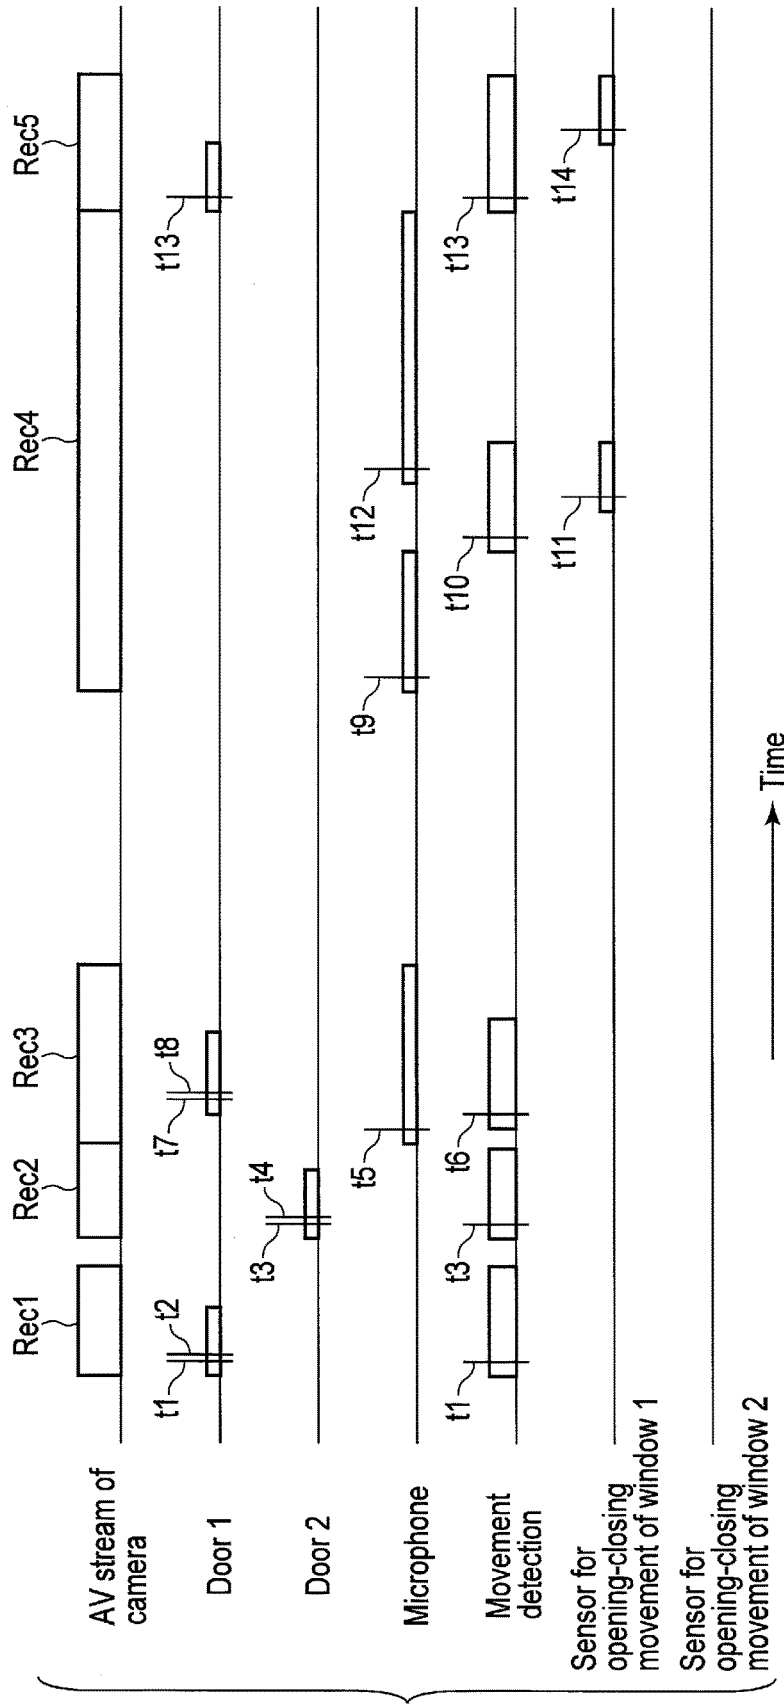 Rec1
Rec2
Rec3
Rec4
Rec5
AV stream of
camera
t1
t2
t7
t8
t13
Door 1
t3
t4
Door 2
t5
t9
t12
Microphone
t1
t3
t6
t10
t13
Movement
detection
t11
t14
Sensor for
opening-closing
movement of window 1
Sensor for
opening-closing
movement of window 2
Time